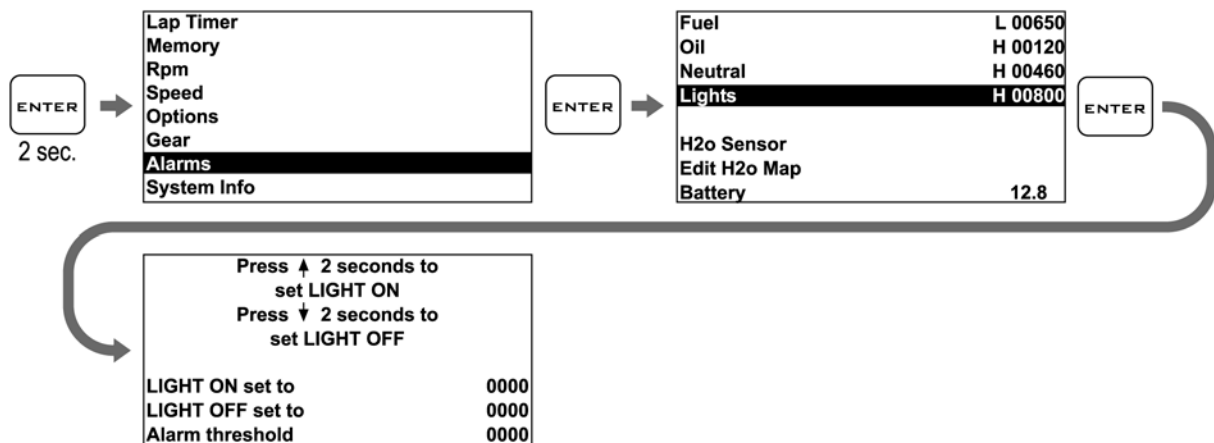 ENTER
2 sec.
Lap Timer
Memory
Rpm
Speed
Options
Gear
Alarms
System Info
ENTER
Fuel L 00650
Oil H 00120
Neutral H 00460
Lights H 00800
H2o Sensor
Edit H2o Map
Battery 12.8
ENTER
Press ↑ 2 seconds to
set LIGHT ON
Press ↓ 2 seconds to
set LIGHT OFF
LIGHT ON set to 0000
LIGHT OFF set to 0000
Alarm threshold 0000